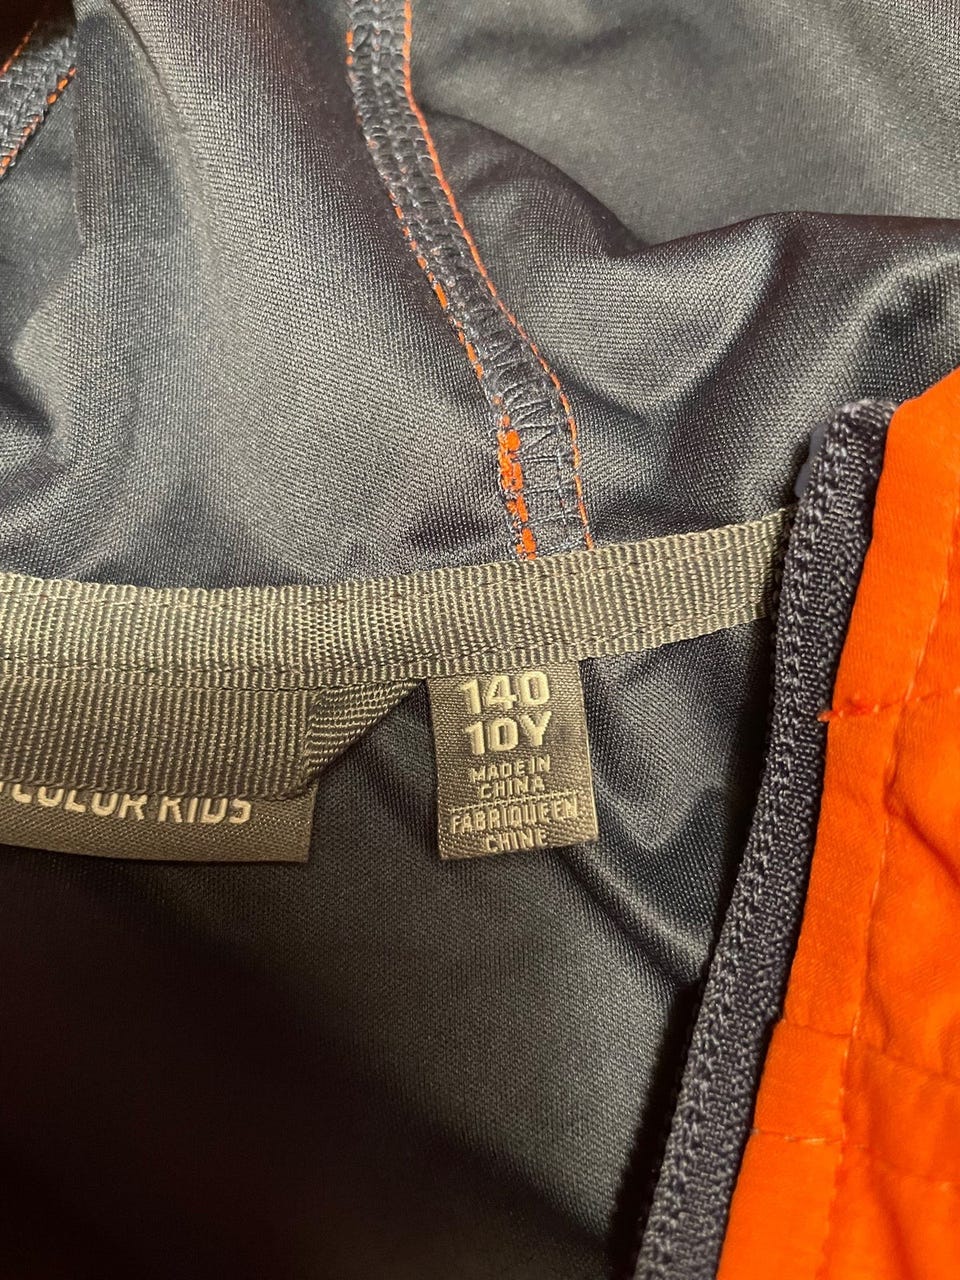 COLOR KIDS
140
10Y
MADE IN
CHINA
FABRIQUE EN
CHINE